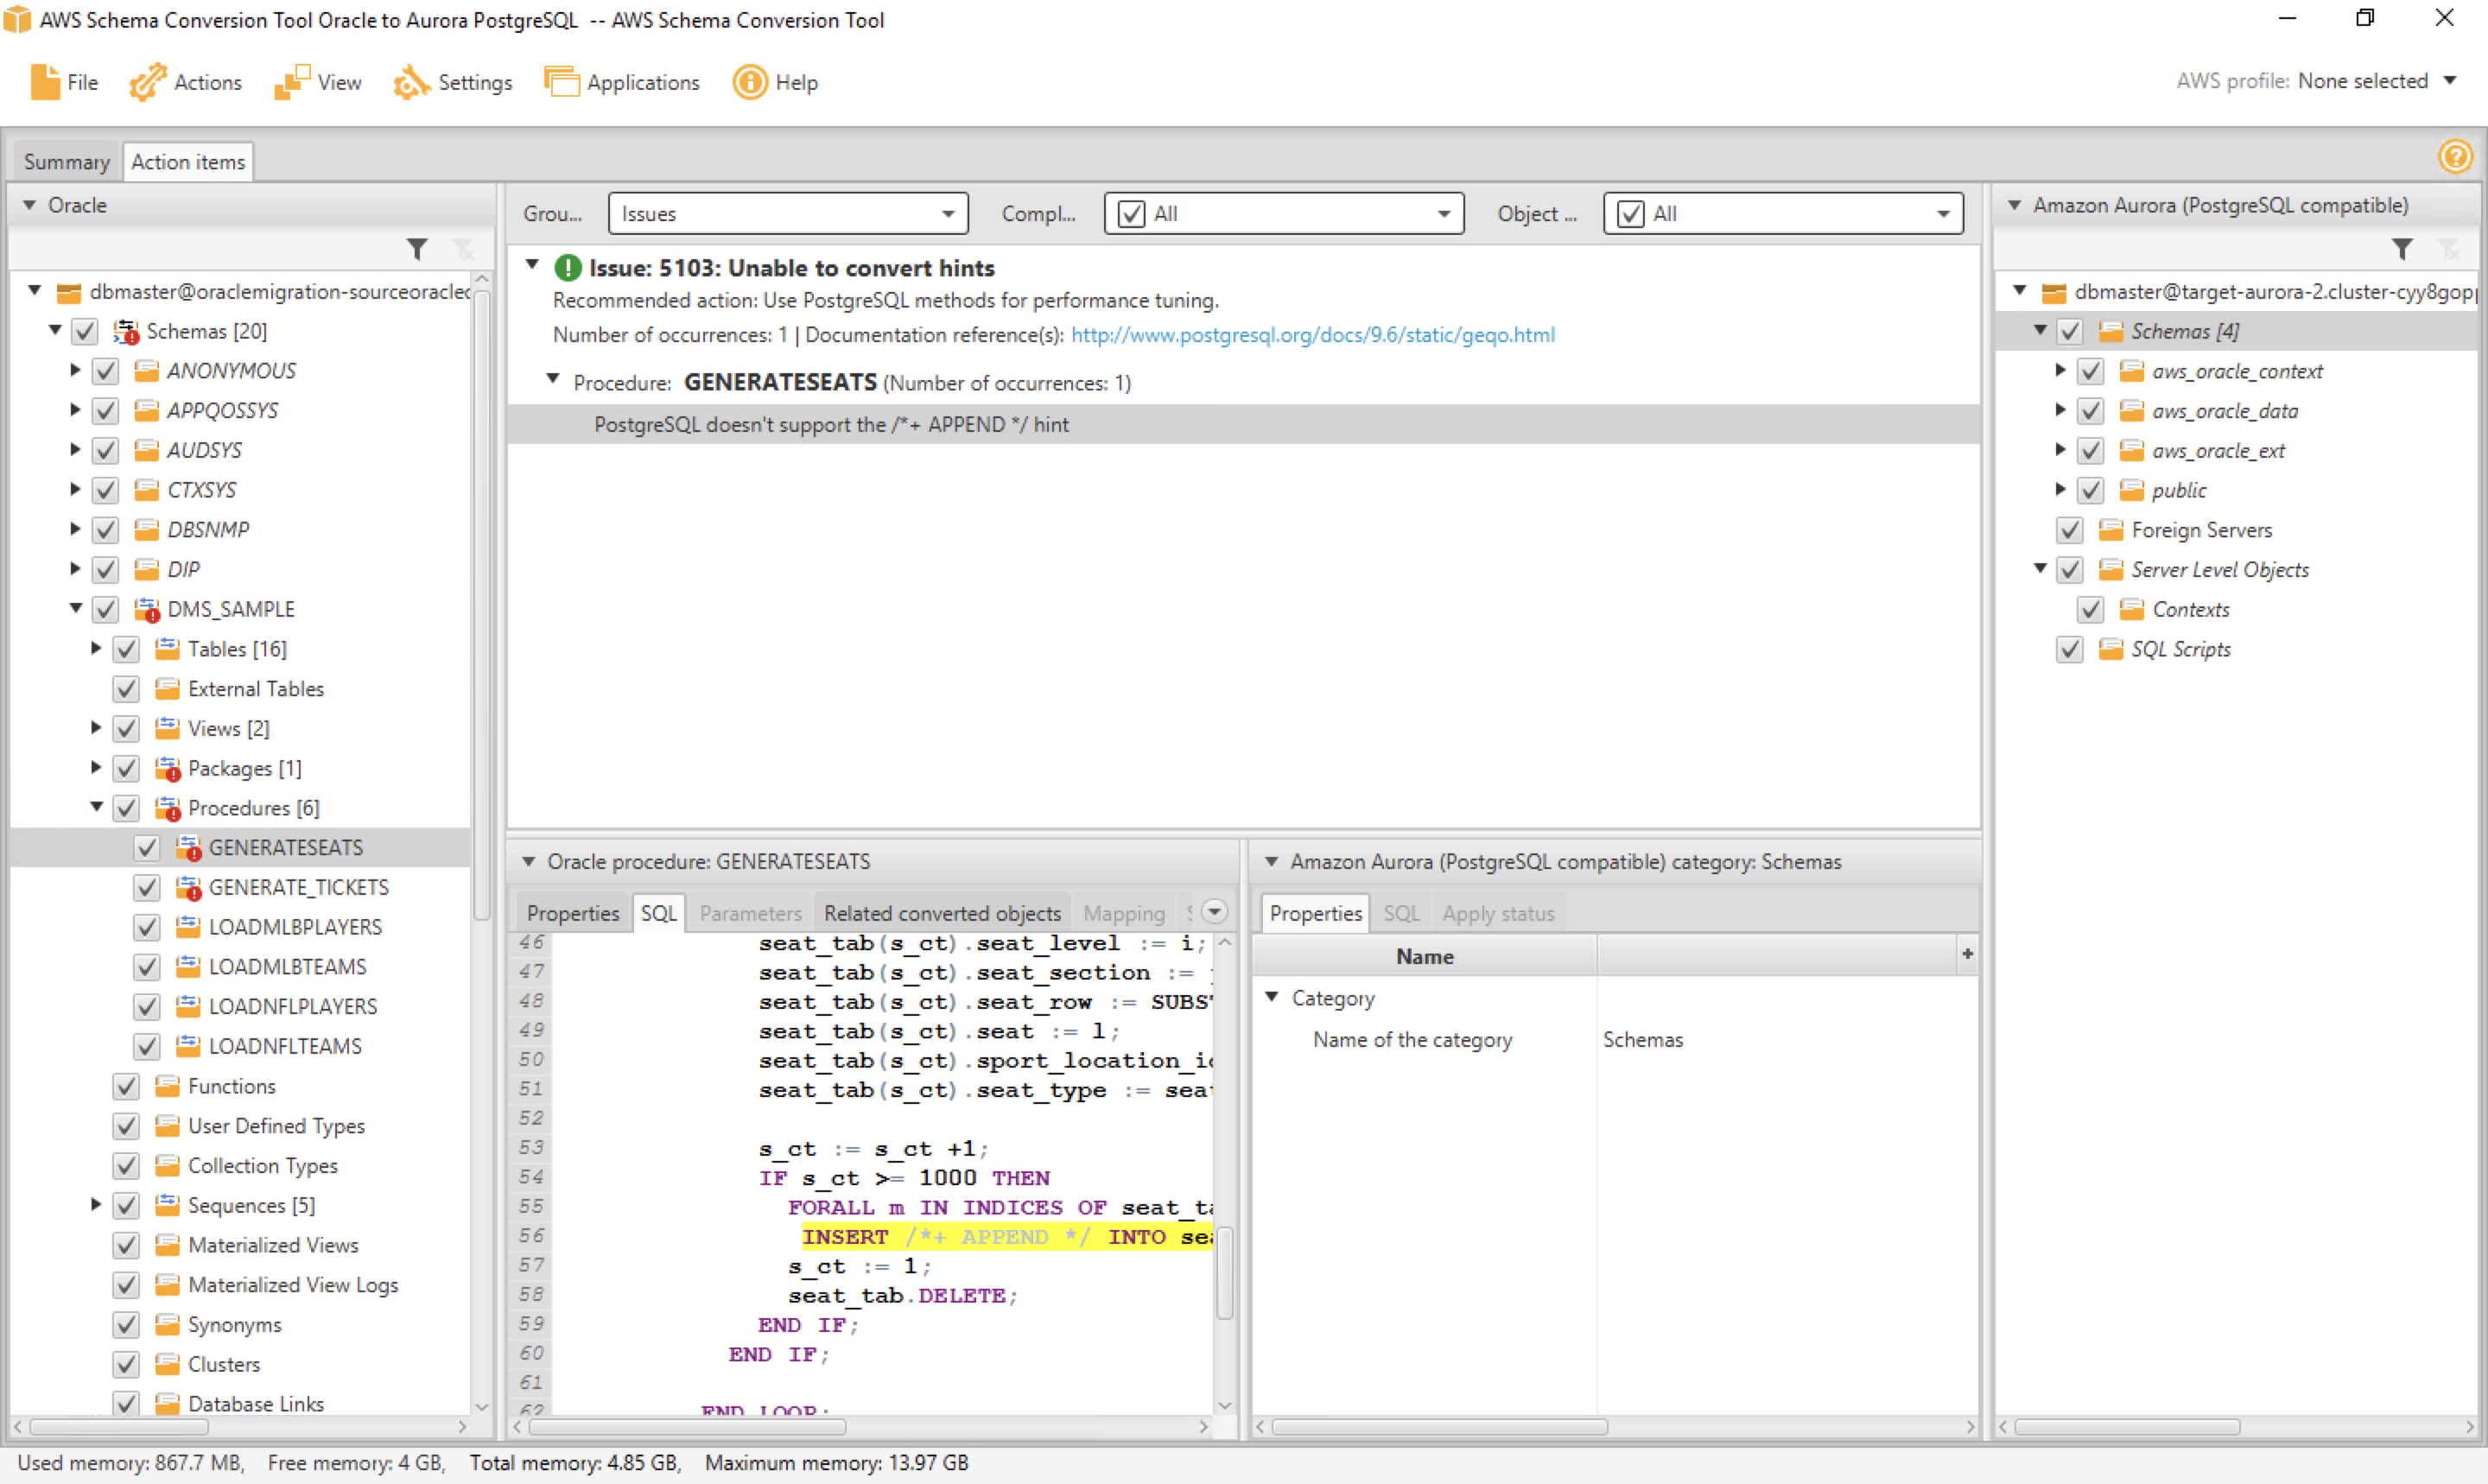 AWS Schema Conversion Tool Oracle to Aurora PostgreSQL -- AWS Schema Conversion Tool
File Actions View Settings Applications Help
AWS profile: None selected
Summary Action items
Oracle
dbmaster@oraclemigration-sourceoracled
Schemas [20]
ANONYMOUS
APPQOSSYS
AUDSYS
CTXSYS
DBSNMP
DIP
DMS_SAMPLE
Tables [16]
External Tables
Views [2]
Packages [1]
Procedures [6]
GENERATESEATS
GENERATE_TICKETS
LOADMLBPLAYERS
LOADMLBTEAMS
LOADNFLPLAYERS
LOADNFLTEAMS
Functions
User Defined Types
Collection Types
Sequences [5]
Materialized Views
Materialized View Logs
Synonyms
Clusters
Database Links
Grou... Issues Compl... All Object ... All
Issue: 5103: Unable to convert hints
Recommended action: Use PostgreSQL methods for performance tuning.
Number of occurrences: 1 | Documentation reference(s): http://www.postgresql.org/docs/9.6/static/geqo.html
Procedure: GENERATESEATS (Number of occurrences: 1)
PostgreSQL doesn't support the /*+ APPEND */ hint
Oracle procedure: GENERATESEATS
Properties SQL Parameters Related converted objects Mapping
46 seat_tab(s_ct).seat_level := i;
47 seat_tab(s_ct).seat_section :=
48 seat_tab(s_ct).seat_row := SUBS
49 seat_tab(s_ct).seat := l;
50 seat_tab(s_ct).sport_location_i
51 seat_tab(s_ct).seat_type := sea
52
53 s_ct := s_ct +1;
54 IF s_ct >= 1000 THEN
55 FORALL m IN INDICES OF seat_t
56 INSERT /*+ APPEND */ INTO se
57 s_ct := 1;
58 seat_tab.DELETE;
59 END IF;
60 END IF;
61
62 END LOOP;
Amazon Aurora (PostgreSQL compatible) category: Schemas
Properties SQL Apply status
Name +
Category
Name of the category Schemas
Amazon Aurora (PostgreSQL compatible)
dbmaster@target-aurora-2.cluster-cyy8gopp
Schemas [4]
aws_oracle_context
aws_oracle_data
aws_oracle_ext
public
Foreign Servers
Server Level Objects
Contexts
SQL Scripts
Used memory: 867.7 MB, Free memory: 4 GB, Total memory: 4.85 GB, Maximum memory: 13.97 GB